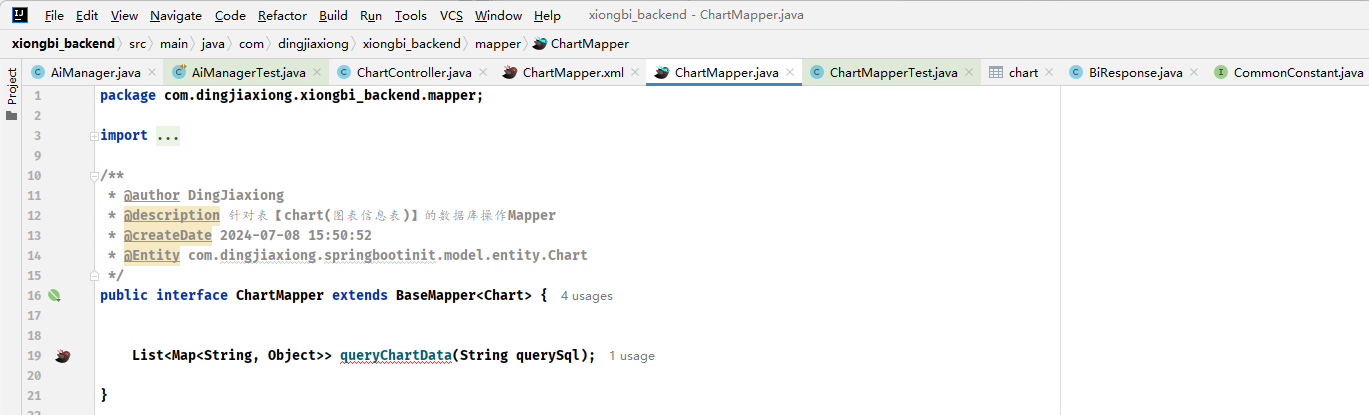 File Edit View Navigate Code Refactor Build Run Tools VCS Window Help xiongbi_backend - ChartMapper.java
xiongbi_backend src main java com dingjiaxiong xiongbi_backend mapper ChartMapper
AiManager.java AiManagerTest.java ChartController.java ChartMapper.xml ChartMapper.java ChartMapperTest.java chart BiResponse.java CommonConstant.java
Project
1 package com.dingjiaxiong.xiongbi_backend.mapper;
2
3 import ...
9
10 /**
11 * @author DingJiaxiong
12 * @description 针对表【chart(图表信息表)】的数据库操作Mapper
13 * @createDate 2024-07-08 15:50:52
14 * @Entity com.dingjiaxiong.springbootinit.model.entity.Chart
15 */
16 public interface ChartMapper extends BaseMapper<Chart> { 4 usages
17
18
19 List<Map<String, Object>> queryChartData(String querySql); 1 usage
20
21 }
22